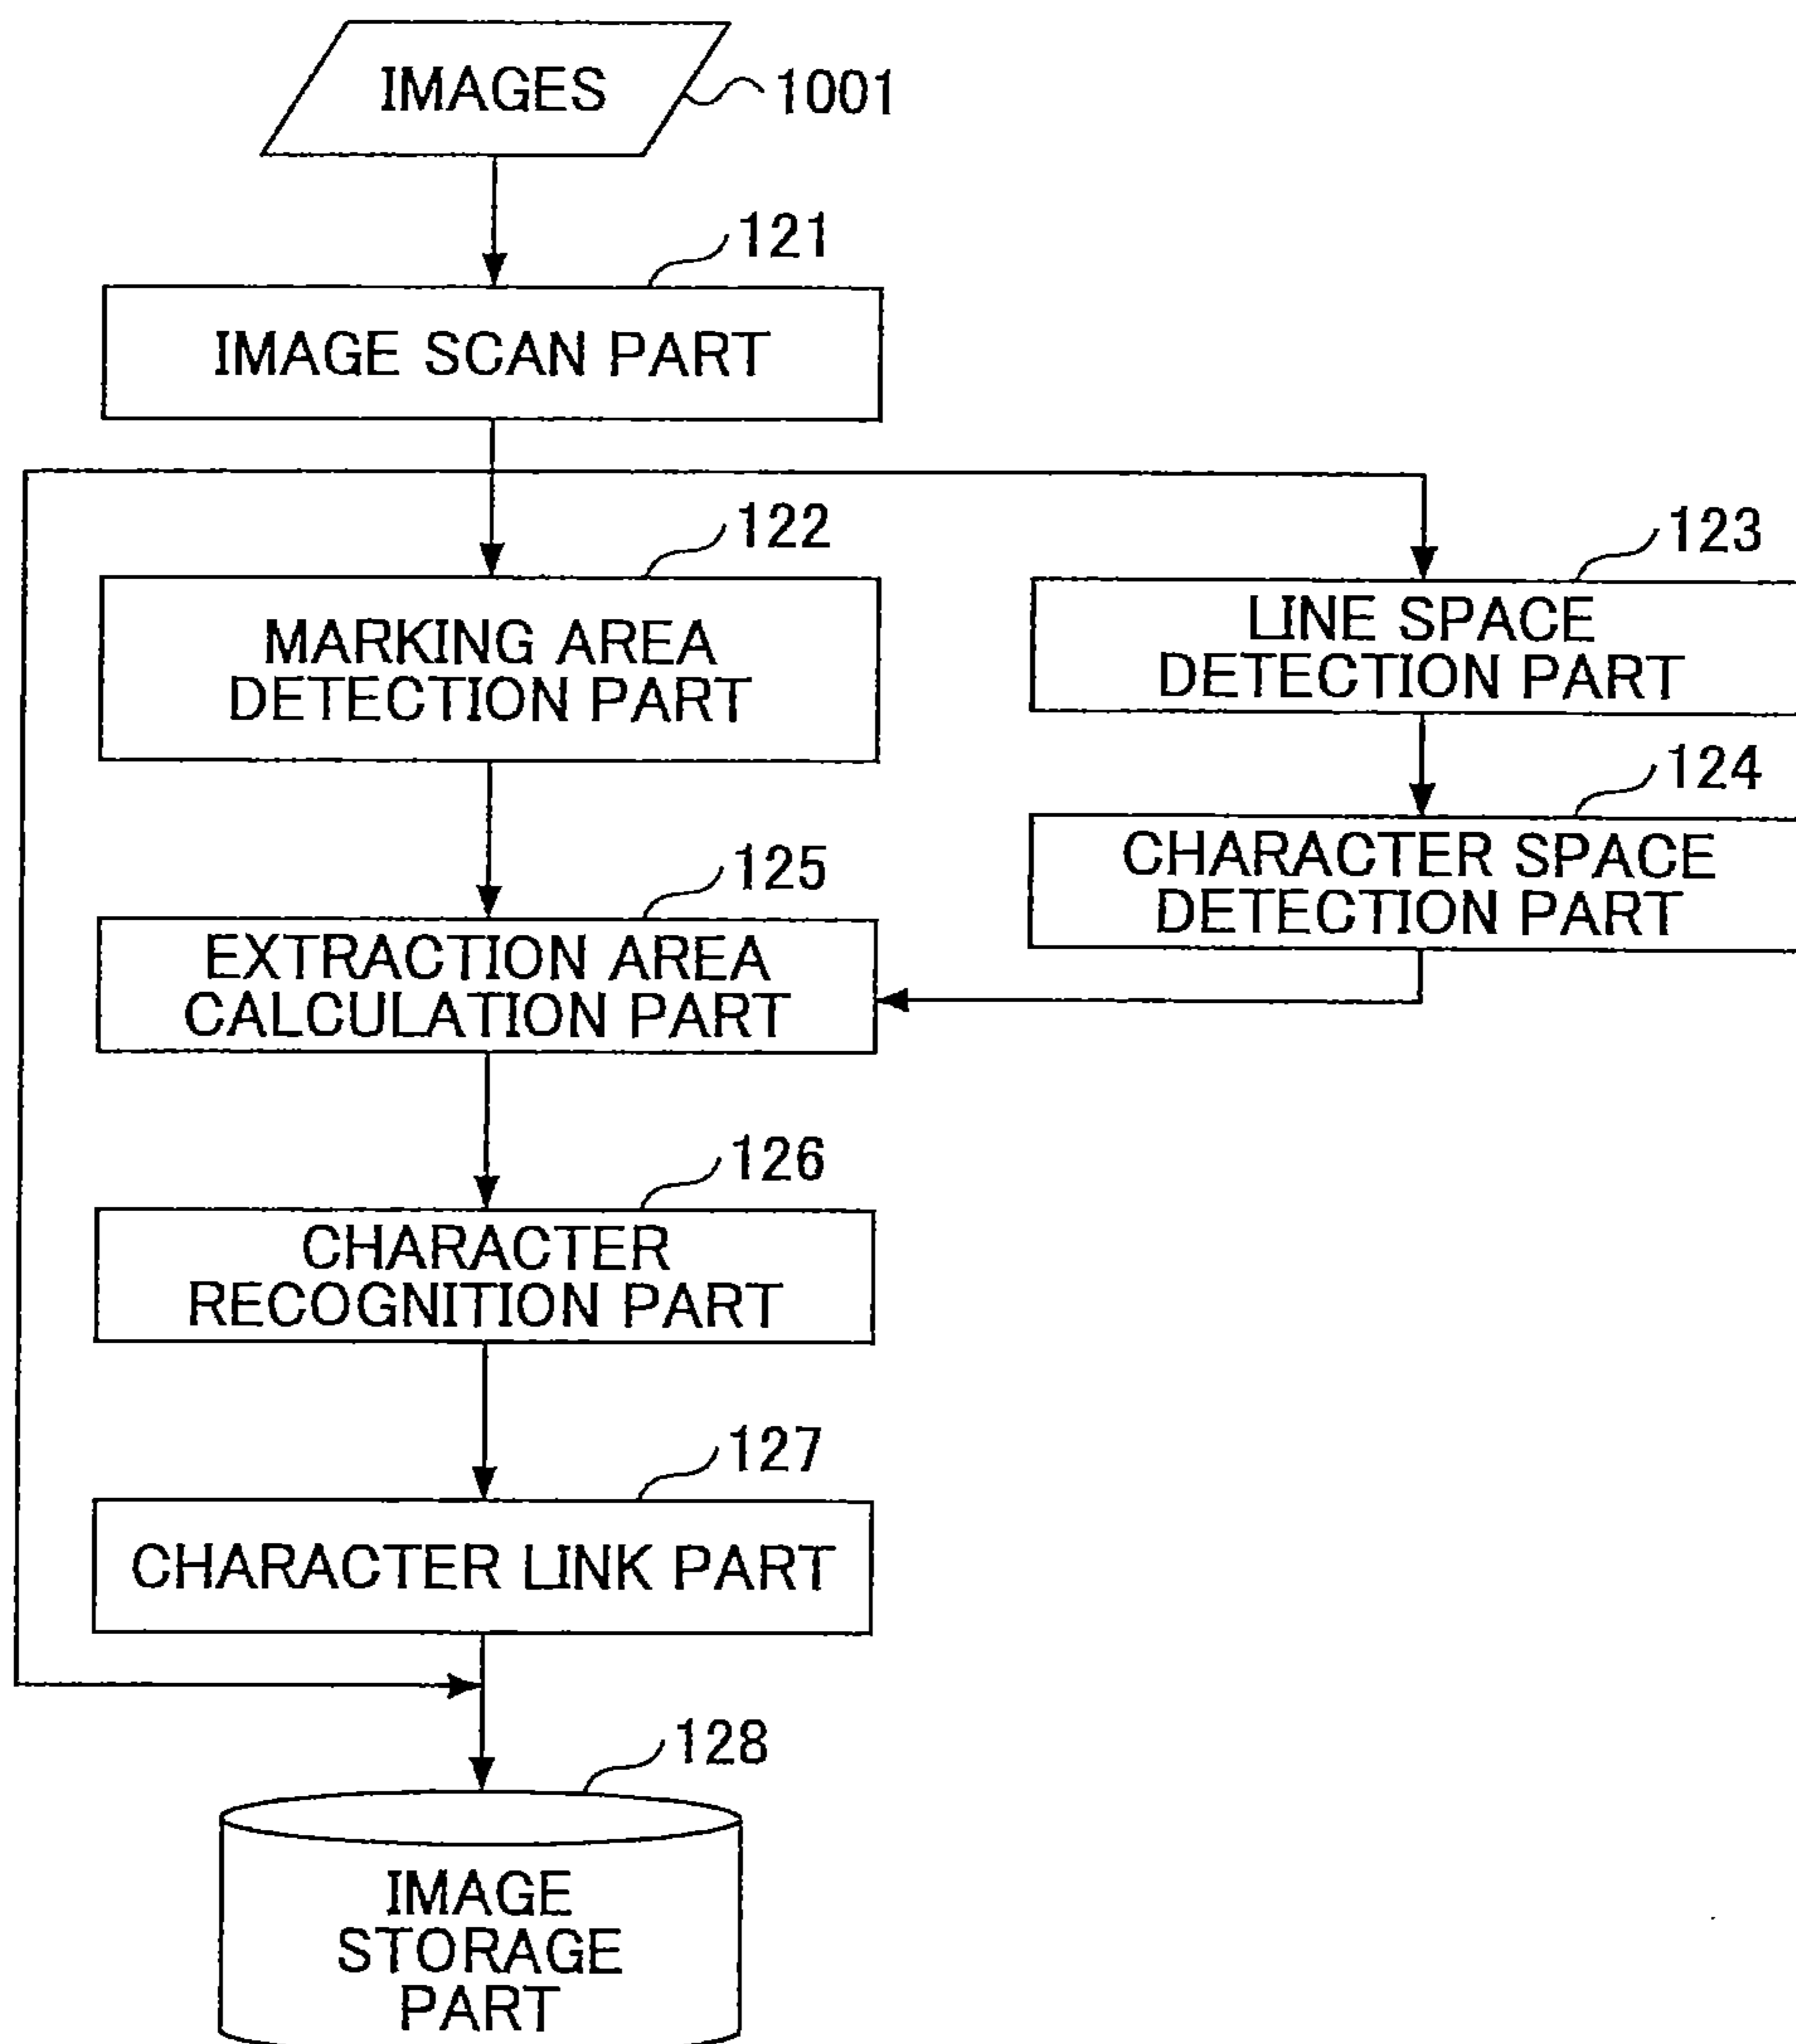 IMAGES
1001
121
IMAGE SCAN PART
122
MARKING AREA
DETECTION PART
123
LINE SPACE
DETECTION PART
124
CHARACTER SPACE
DETECTION PART
125
EXTRACTION AREA
CALCULATION PART
126
CHARACTER
RECOGNITION PART
127
CHARACTER LINK PART
128
IMAGE
STORAGE
PART